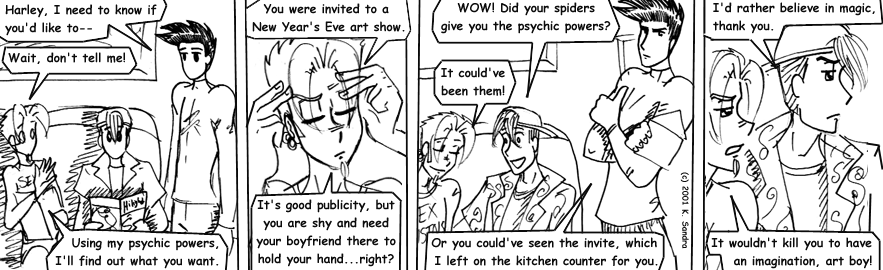 Harley, I need to know if
you'd like to--
Wait, don't tell me!
Using my psychic powers,
I'll find out what you want.
You were invited to a
New Year's Eve art show.
It's good publicity, but
you are shy and need
your boyfriend there to
hold your hand...right?
WOW! Did your spiders
give you the psychic powers?
It could've
been them!
Or you could've seen the invite, which
I left on the kitchen counter for you.
(c) 2001 K. Sandra
I'd rather believe in magic,
thank you.
It wouldn't kill you to have
an imagination, art boy!